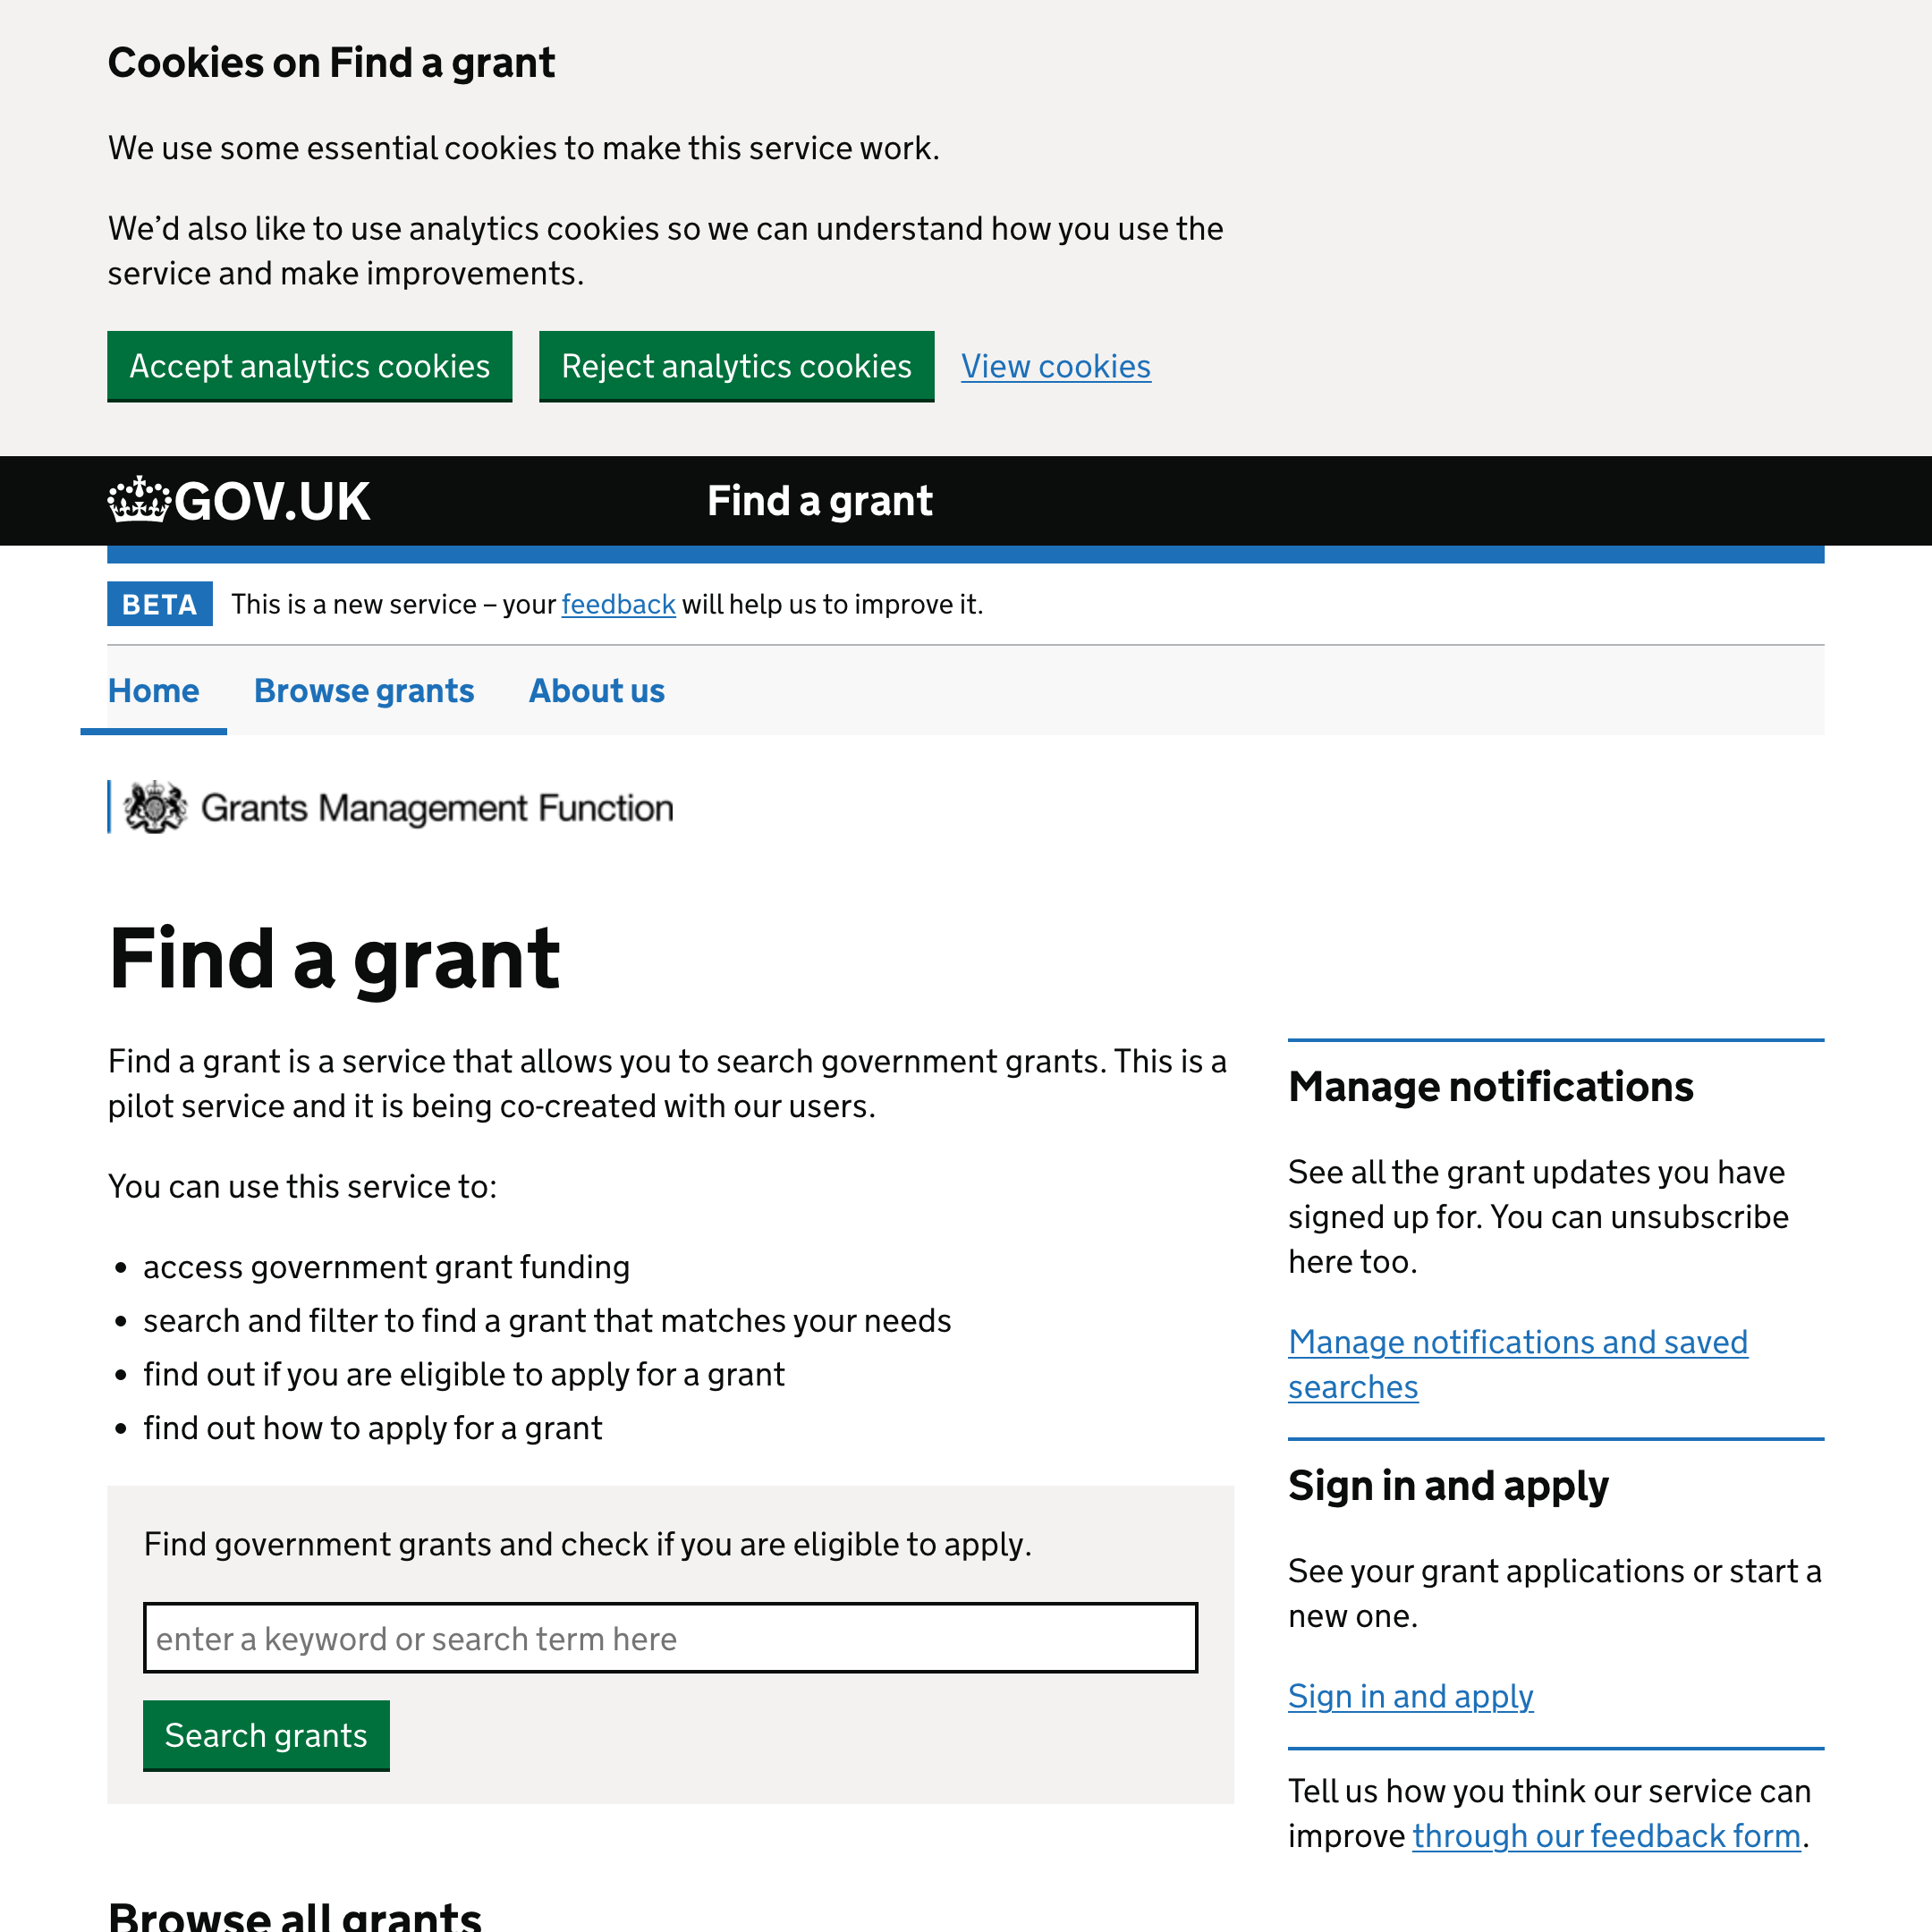 Cookies on Find a grant
We use some essential cookies to make this service work.
We’d also like to use analytics cookies so we can understand how you use the
service and make improvements.
Accept analytics cookies
Reject analytics cookies
View cookies
GOV.UK
Find a grant
BETA
This is a new service – your feedback will help us to improve it.
Home
Browse grants
About us
Grants Management Function
Find a grant
Find a grant is a service that allows you to search government grants. This is a
pilot service and it is being co-created with our users.
You can use this service to:
• access government grant funding
• search and filter to find a grant that matches your needs
• find out if you are eligible to apply for a grant
• find out how to apply for a grant
Find government grants and check if you are eligible to apply.
enter a keyword or search term here
Search grants
Manage notifications
See all the grant updates you have
signed up for. You can unsubscribe
here too.
Manage notifications and saved
searches
Sign in and apply
See your grant applications or start a
new one.
Sign in and apply
Tell us how you think our service can
improve through our feedback form.
Browse all grants